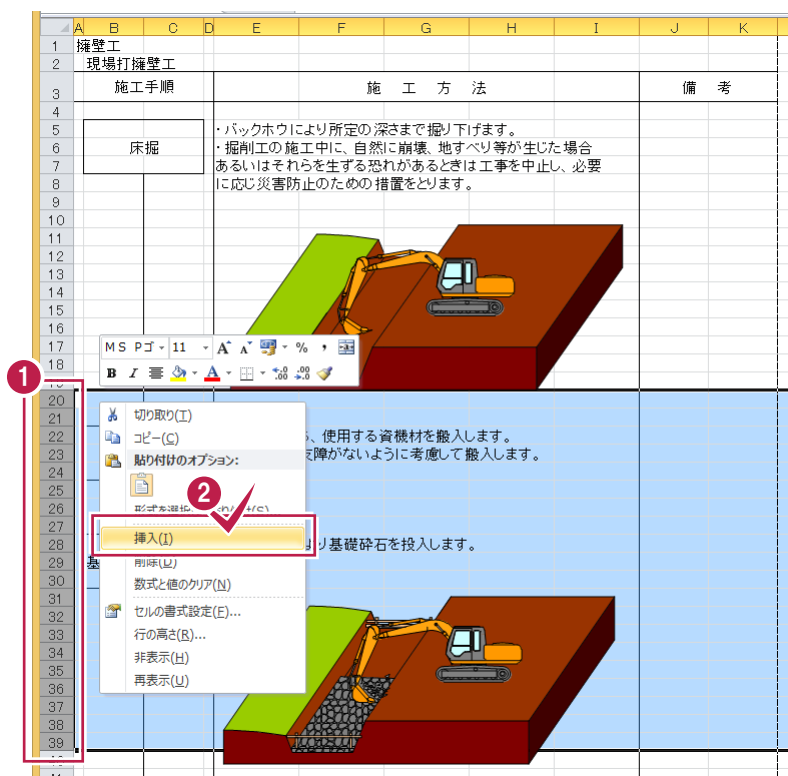 A B C D E F G H I J K
1 擁壁工
2 現場打擁壁工
3 施工手順 施 工 方 法 備 考
4
5 ・バックホウにより所定の深さまで掘り下げます。
6 床掘 ・掘削工の施工中に、自然に崩壊、地すべり等が生じた場合
7 あるいはそれらを生ずる恐れがあるときは工事を中止し、必要
8 に応じ災害防止のための措置をとります。
9
10
11
12
13
14
15
16
17 MS Pゴ 11 A A % ,
18 B I A .0 .00 .00 .0
1
20
21 切り取り(T)
22 コピー(C) 、使用する資機材を搬入します。
23 貼り付けのオプション: 支障がないように考慮して搬入します。
24
25 2
26
27
28 挿入(I) より基礎砕石を投入します。
29 基 削除(D)
30 数式と値のクリア(N)
31
32 セルの書式設定(F)...
33 行の高さ(R)...
34 非表示(H)
35 再表示(U)
36
37
38
39